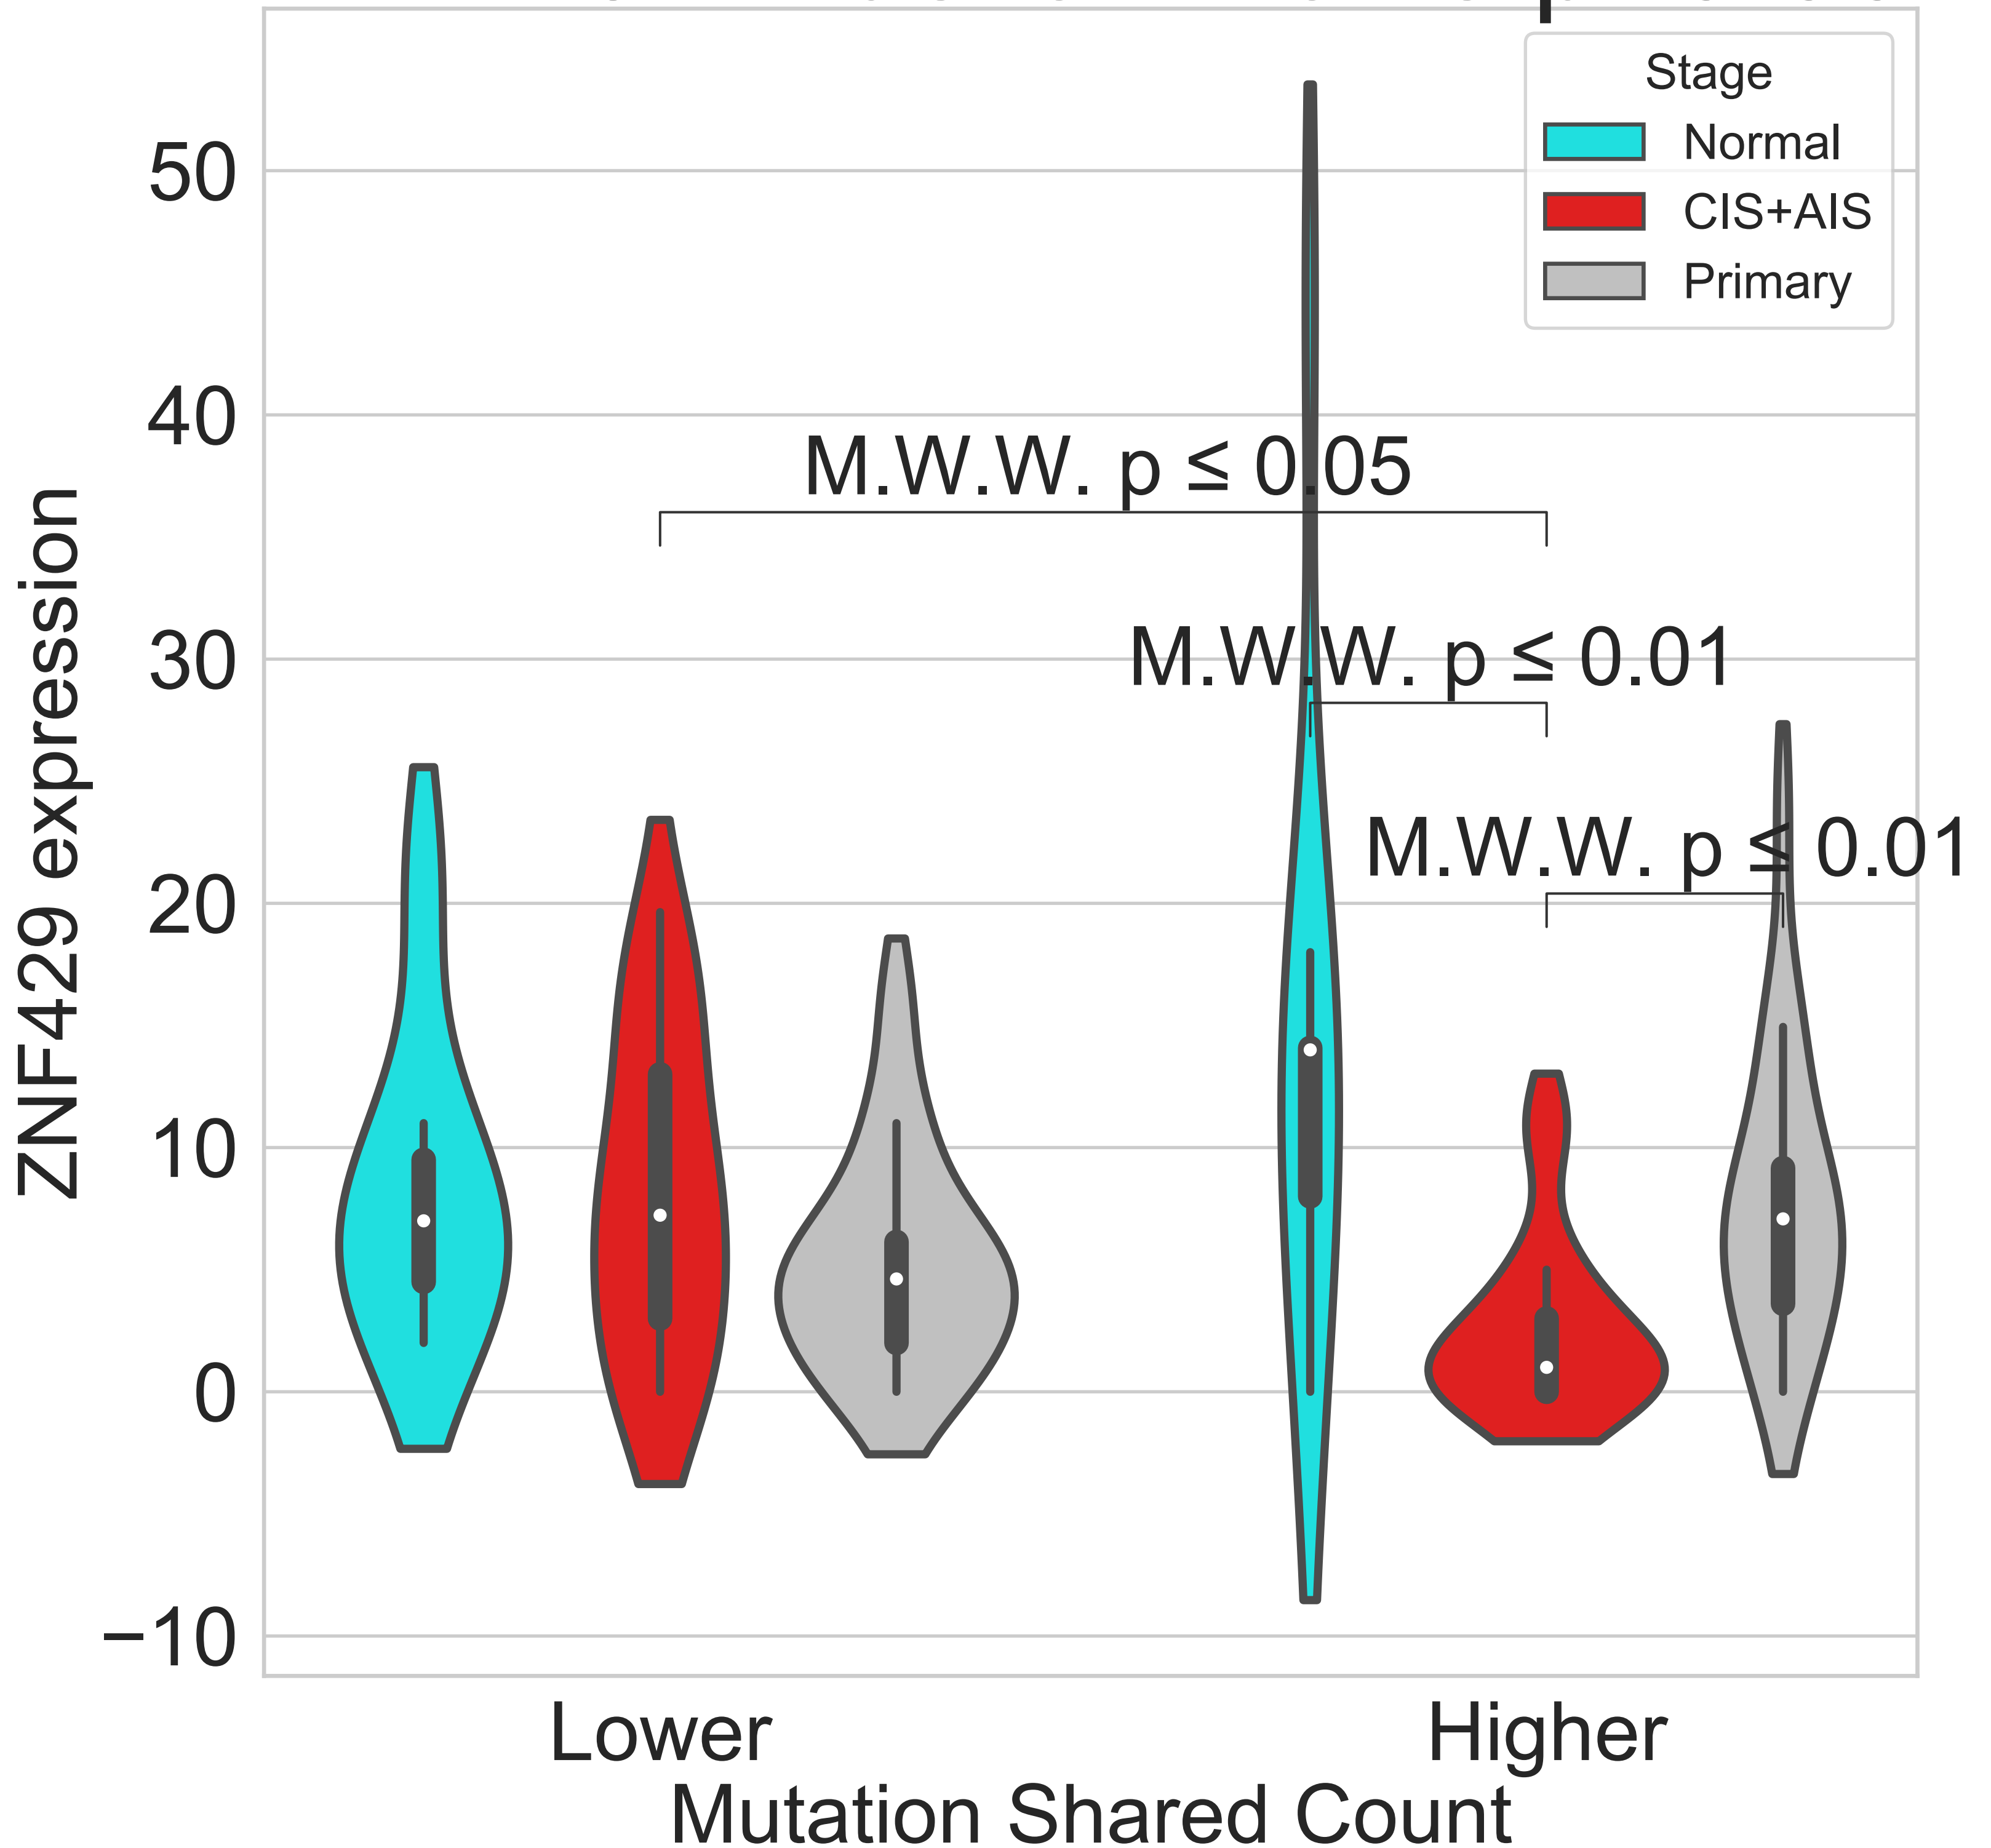 Stage
Normal
CIS+AIS
Primary
50
40
30
20
10
0
−10
ZNF429 expression
M.W.W. p ≤ 0.05
M.W.W. p ≤ 0.01
M.W.W. p ≤ 0.01
Lower
Higher
Mutation Shared Count